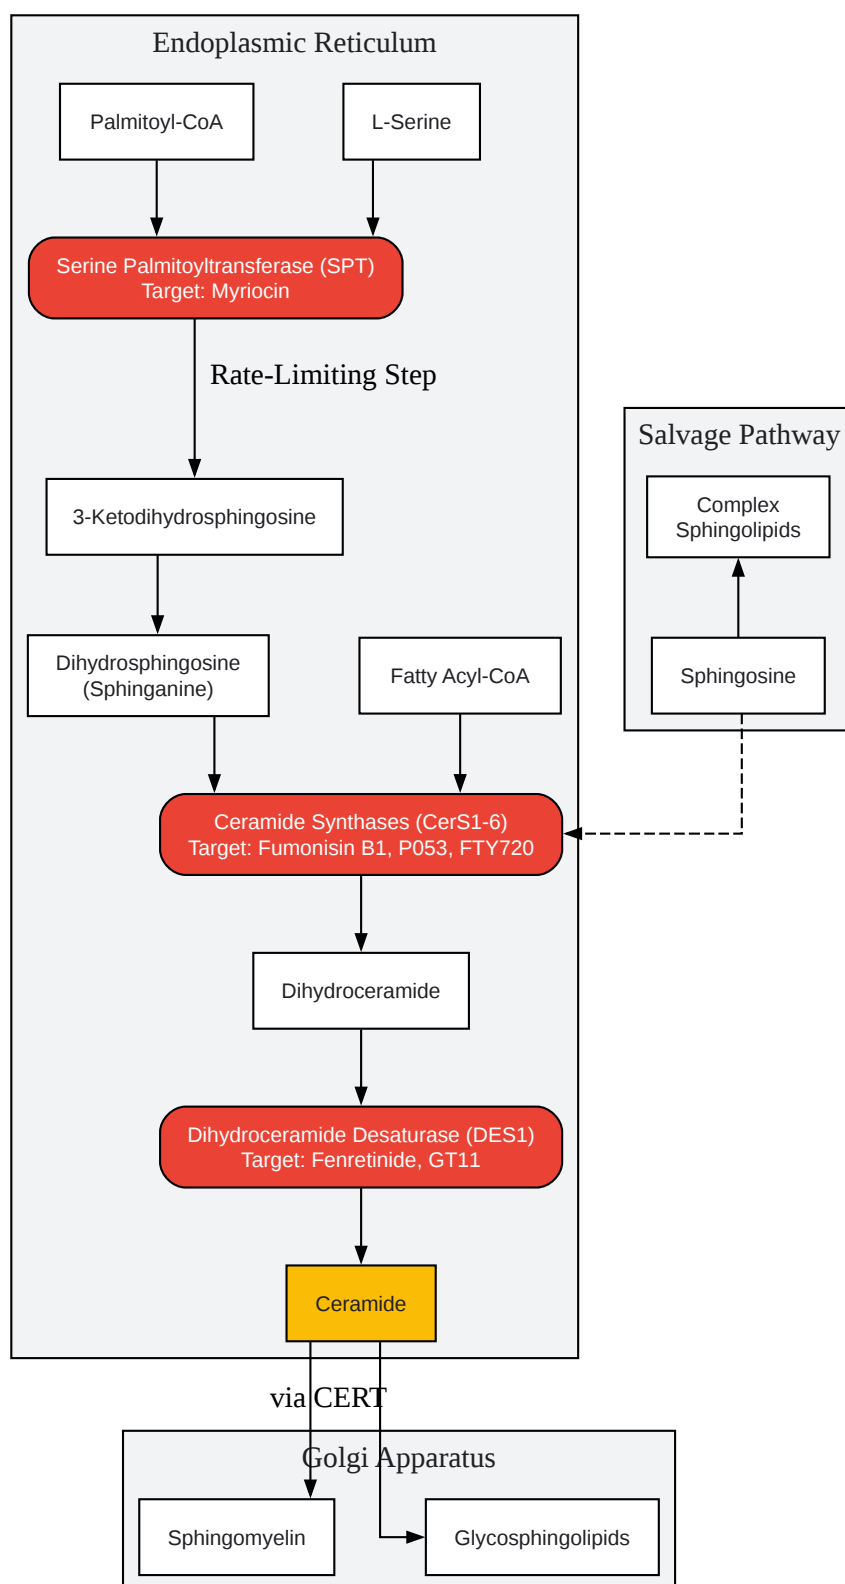 Endoplasmic Reticulum
Palmitoyl-CoA
L-Serine
Serine Palmitoyltransferase (SPT)
Target: Myriocin
Rate-Limiting Step
Salvage Pathway
Complex
Sphingolipids
3-Ketodihydrosphingosine
Dihydrosphingosine
(Sphinganine)
Fatty Acyl-CoA
Sphingosine
Ceramide Synthases (CerS1-6)
Target: Fumonisin B1, P053, FTY720
Dihydroceramide
Dihydroceramide Desaturase (DES1)
Target: Fenretinide, GT11
Ceramide
via CERT
Golgi Apparatus
Sphingomyelin
Glycosphingolipids